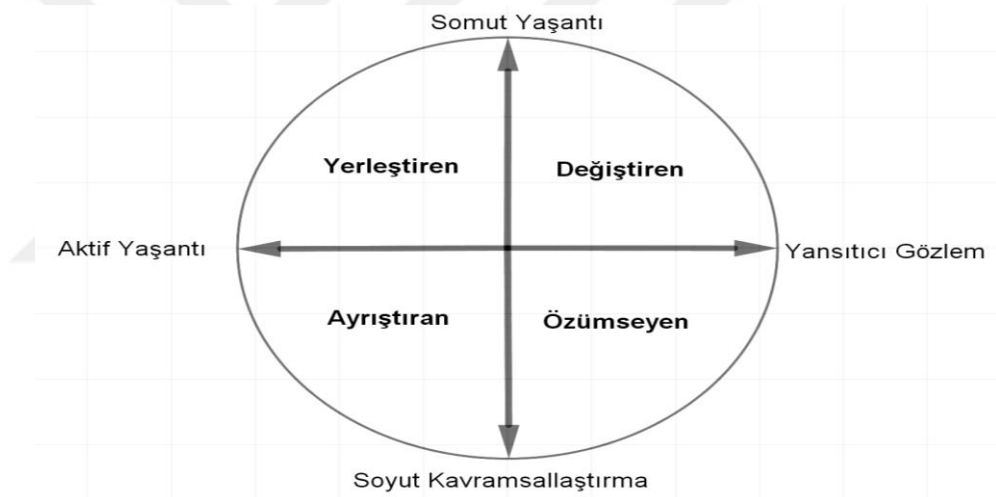 Somut Yaşantı
Yerleştiren
Değiştiren
Aktif Yaşantı
Yansıtıcı Gözlem
Ayrıştıran
Özümseyen
Soyut Kavramsallaştırma